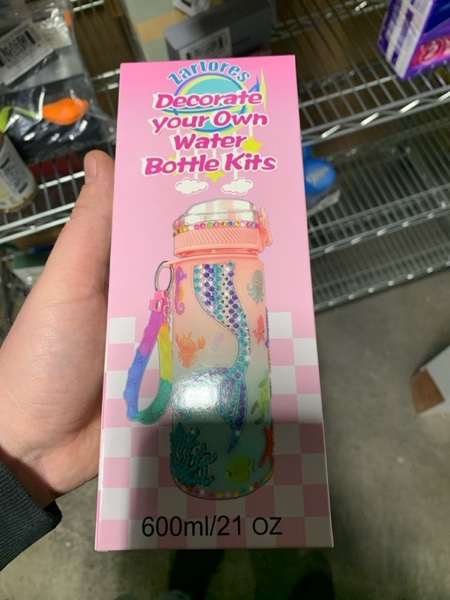 Zartores
Decorate
your Own
Water
Bottle Kits
600ml/21 OZ